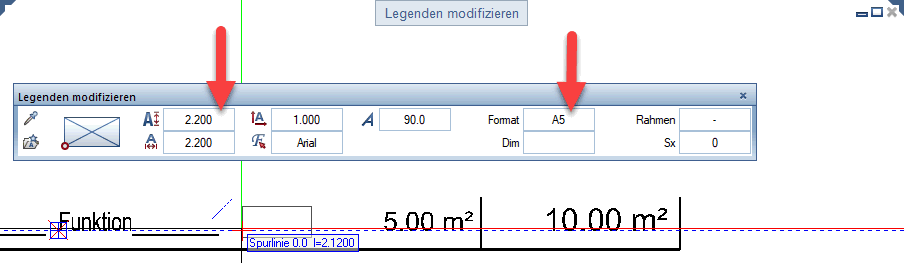 Legenden modifizieren
Legenden modifizieren
A 2.200 A 1.000 A 90.0 Format A5 Rahmen -
A 2.200 F Arial Dim Sx 0
Funktion 5.00 m² 10.00 m²
Spurlinie 0.0 l=2.1200